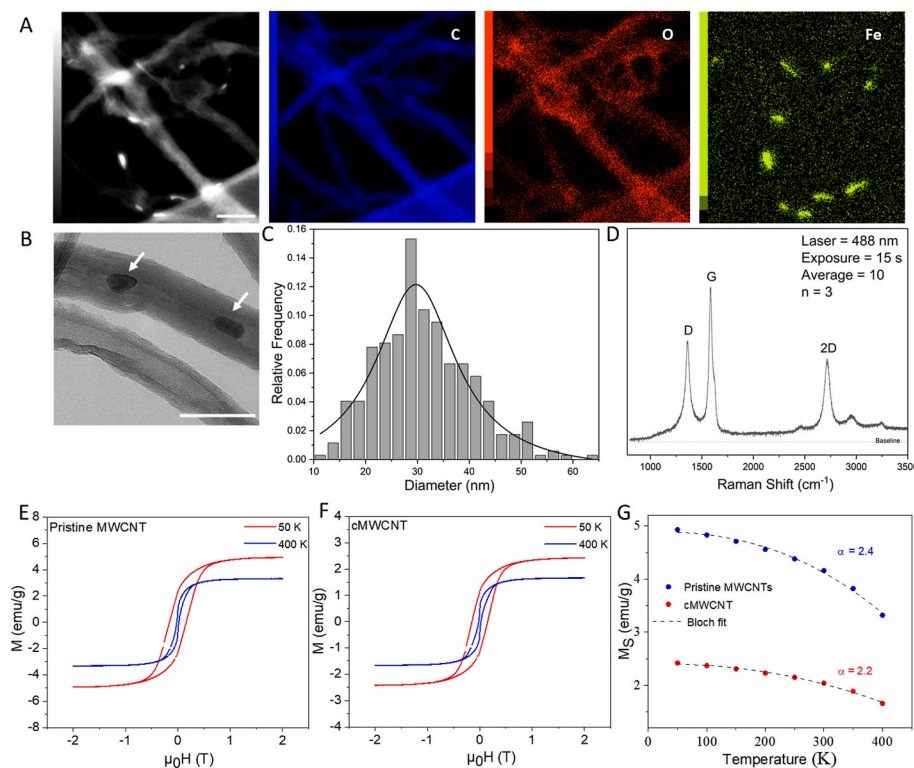 A
C
O
Fe
B
C
Relative Frequency
0.16
0.14
0.12
0.10
0.08
0.06
0.04
0.02
0.00
10 20 30 40 50 60
Diameter (nm)
D
Laser = 488 nm
Exposure = 15 s
Average = 10
n = 3
G
D
2D
Baseline
1000 1500 2000 2500 3000 3500
Raman Shift (cm-1)
E
Pristine MWCNT
50 K
400 K
M (emu/g)
8
6
4
2
0
-2
-4
-6
-8
-2 -1 0 1 2
μ0H (T)
F
cMWCNT
50 K
400 K
M (emu/g)
4
3
2
1
0
-1
-2
-3
-4
-2 -1 0 1 2
μ0H (T)
G
α = 2.4
Pristine MWCNTs
cMWCNT
Bloch fit
α = 2.2
MS (emu/g)
5
4
3
2
0 100 200 300 400 500
Temperature (K)